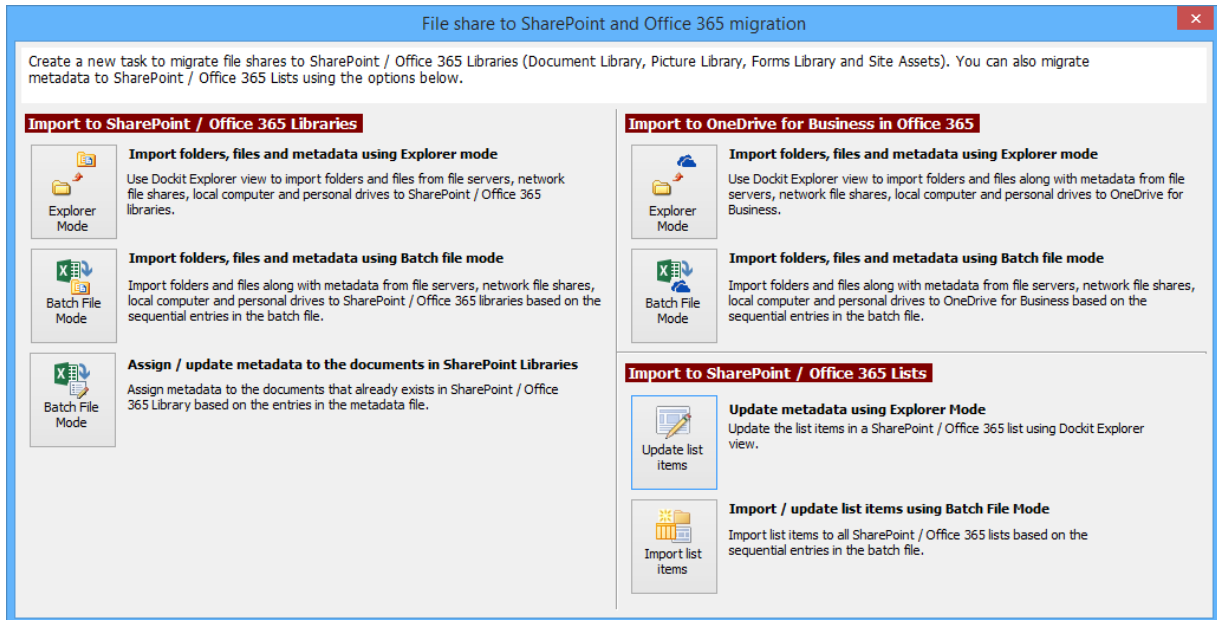 File share to SharePoint and Office 365 migration
Create a new task to migrate file shares to SharePoint / Office 365 Libraries (Document Library, Picture Library, Forms Library and Site Assets). You can also migrate
metadata to SharePoint / Office 365 Lists using the options below.
Import to SharePoint / Office 365 Libraries
Explorer
Mode
Import folders, files and metadata using Explorer mode
Use Dockit Explorer view to import folders and files from file servers, network
file shares, local computer and personal drives to SharePoint / Office 365
libraries.
Batch File
Mode
Import folders, files and metadata using Batch file mode
Import folders and files along with metadata from file servers, network file shares,
local computer and personal drives to SharePoint / Office 365 libraries based on the
sequential entries in the batch file.
Batch File
Mode
Assign / update metadata to the documents in SharePoint Libraries
Assign metadata to the documents that already exists in SharePoint / Office
365 Library based on the entries in the metadata file.
Import to OneDrive for Business in Office 365
Explorer
Mode
Import folders, files and metadata using Explorer mode
Use Dockit Explorer view to import folders and files along with metadata from file
servers, network file shares, local computer and personal drives to OneDrive for
Business.
Batch File
Mode
Import folders, files and metadata using Batch file mode
Import folders and files along with metadata from file servers, network file shares,
local computer and personal drives to OneDrive for Business based on the
sequential entries in the batch file.
Import to SharePoint / Office 365 Lists
Update list
items
Update metadata using Explorer Mode
Update the list items in a SharePoint / Office 365 list using Dockit Explorer
view.
Import list
items
Import / update list items using Batch File Mode
Import list items to all SharePoint / Office 365 lists based on the
sequential entries in the batch file.